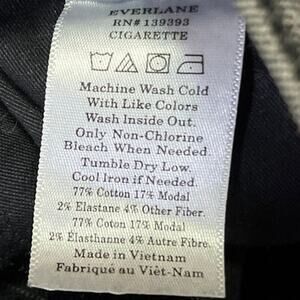 EVERLANE
RN# 139393
CIGARETTE
Machine Wash Cold
With Like Colors
Wash Inside Out.
Only Non-Chlorine
Bleach When Needed.
Tumble Dry Low.
Cool Iron if Needed.
77% Cotton 17% Modal
2% Elastane 4% Other Fiber.
77% Coton 17% Modal
2% Élasthanne 4% Autre Fibre.
Made in Vietnam
Fabrique au Viêt-Nam